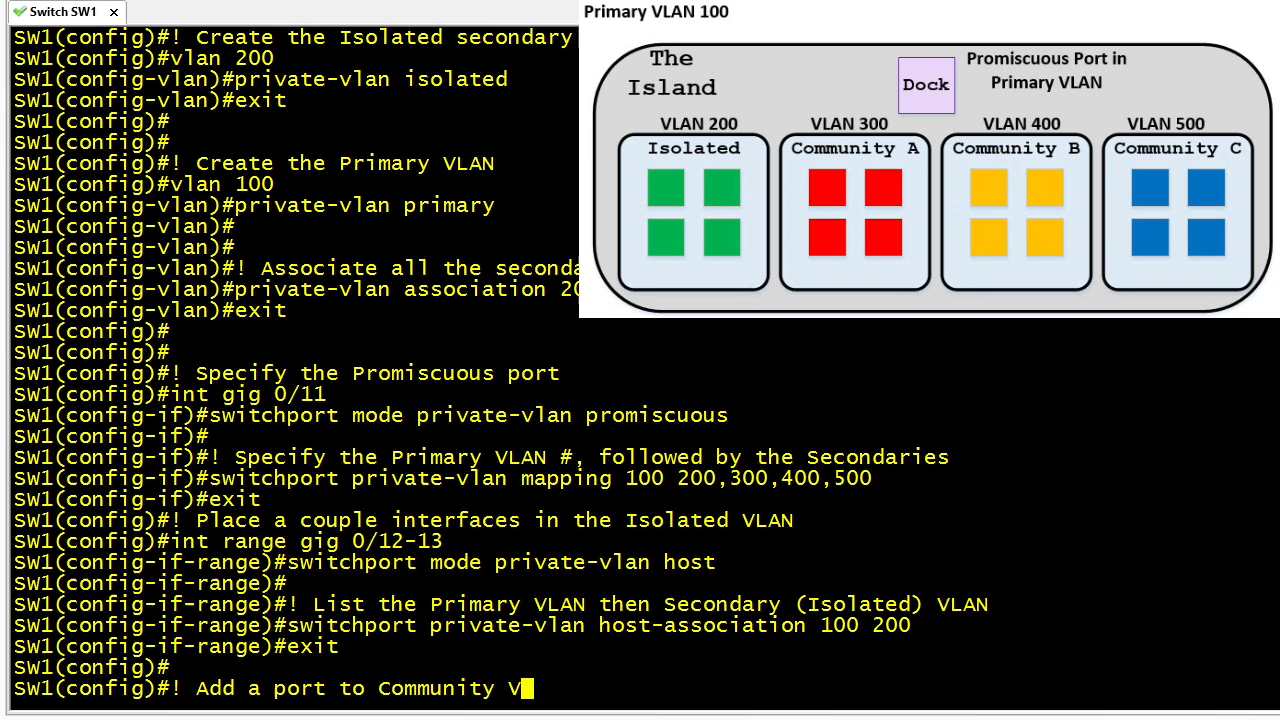 Switch SW1
SW1(config)#! Create the Isolated secondary
SW1(config)#vlan 200
SW1(config-vlan)#private-vlan isolated
SW1(config-vlan)#exit
SW1(config)#
SW1(config)#
SW1(config)#! Create the Primary VLAN
SW1(config)#vlan 100
SW1(config-vlan)#private-vlan primary
SW1(config-vlan)#
SW1(config-vlan)#
SW1(config-vlan)#! Associate all the seconda
SW1(config-vlan)#private-vlan association 20
SW1(config-vlan)#exit
SW1(config)#
SW1(config)#
SW1(config)#! Specify the Promiscuous port
SW1(config)#int gig 0/11
SW1(config-if)#switchport mode private-vlan promiscuous
SW1(config-if)#
SW1(config-if)#! Specify the Primary VLAN #, followed by the Secondaries
SW1(config-if)#switchport private-vlan mapping 100 200,300,400,500
SW1(config-if)#exit
SW1(config)#! Place a couple interfaces in the Isolated VLAN
SW1(config)#int range gig 0/12-13
SW1(config-if-range)#switchport mode private-vlan host
SW1(config-if-range)#
SW1(config-if-range)#! List the Primary VLAN then Secondary (Isolated) VLAN
SW1(config-if-range)#switchport private-vlan host-association 100 200
SW1(config-if-range)#exit
SW1(config)#
SW1(config)#! Add a port to Community V
Primary VLAN 100
The
Island
Dock
Promiscuous Port in
Primary VLAN
VLAN 200
VLAN 300
VLAN 400
VLAN 500
Isolated
Community A
Community B
Community C